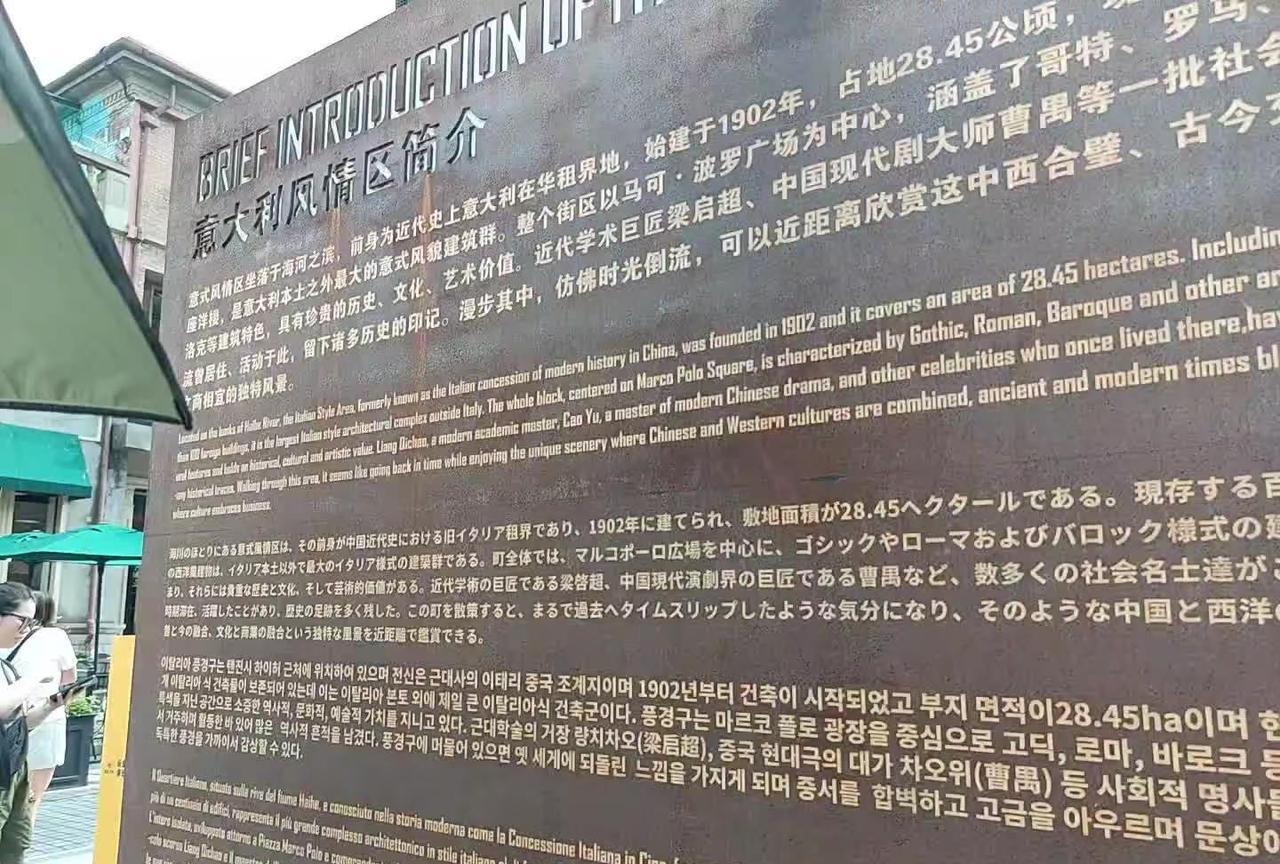 BRIEF INTRODUCTION OF
意大利风情区简介
意式风情区坐落于海河之滨，前身为近代史上意大利在华租界地，始建于1902年，占地28.45公顷，
座洋楼，是意大利本土之外最大的意式风貌建筑群。整个街区以马可·波罗广场为中心，涵盖了哥特、罗马、
洛克等建筑特色，具有珍贵的历史、文化、艺术价值。近代学术巨匠梁启超、中国现代剧大师曹禺等一批社会
流曾居住、活动于此，留下诸多历史的印记。漫步其中，仿佛时光倒流，可以近距离欣赏这中西合璧、古今
商相宜的独特风景。
Located on the banks of Haihe River, the Italian Style Area, formerly known as the Italian concession of modern history in China, was founded in 1902 and it covers an area of 28.45 hectares. Includin
than 100 foreign buildings, it is the largest Italian style architectural complex outside Italy. The whole block, centered on Marco Polo Square, is characterized by Gothic, Roman, Baroque and other ar
ural features and holds an historical, cultural and artistic value. Liang Qichao, a modern academic master, Cao Yu, a master of modern Chinese drama, and other celebrities who once lived there,hav
any historical traces. Walking through this area, it seems like going back in time while enjoying the unique scenery where Chinese and Western cultures are combined, ancient and modern times bl
where culture embraces business.
海河のほとりにある意式風情区は、その前身が中国近代史における旧イタリア租界であり、1902年に建てられ、敷地面積が28.45ヘクタールである。現存する百
の西洋風建物は、イタリア本土以外で最大のイタリア様式の建築群である。町全体では、マルコポーロ広場を中心に、ゴシックやローマおよびバロック様式の建
まり、それらには貴重な歴史と文化、そして芸術的価値がある。近代学術の巨匠である梁啓超、中国現代演劇界の巨匠である曹禺など、数多くの社会名士達が
時期滞在、活躍したことがあり、歴史の足跡を多く残した。この町を散策すると、まるで過去へタイムスリップしたような気分になり、そのような中国と西洋の
昔と今の融合、文化と商業の融合という独特な風景を近距離で鑑賞できる。
이탈리아 풍경구는 톈진시 하이허 근처에 위치하여 있으며 전신은 근대사의 이태리 중국 조계지이며 1902년부터 건축이 시작되었고 부지 면적이28.45ha이며 현
개 이탈리아 식 건축들이 보존되어 있는데 이는 이탈리아 본토 외에 제일 큰 이탈리아식 건축군이다. 풍경구는 마르코 폴로 광장을 중심으로 고딕, 로마, 바로크 등
특색을 지닌 공간으로 소중한 역사적, 문화적, 예술적 가치를 지니고 있다. 근대학술의 거장 량치차오(梁启超), 중국 현대극의 대가 차오위(曹禺) 등 사회적 명사들
서 거주하며 활동한 바 있어 많은 역사적 흔적을 남겼다. 풍경구에 머물어 있으면 옛 세계에 되돌린 느낌을 가지게 되며 중서를 합벽하고 고금을 아우르며 문상이
독특한 풍경을 가까이서 감상할 수 있다.
Il Quartiere Italiano, situato sulla riva del fiume Haihe, e conosciuto nella storia moderna come la Concessione Italiana in Cina,
più di un centinaio di edifici, rappresenta il più grande complesso architettonico in stile italiano
L'intero isolato, sviluppato attorno a Piazza Marco Polo e
scorso Liang Qichao e il